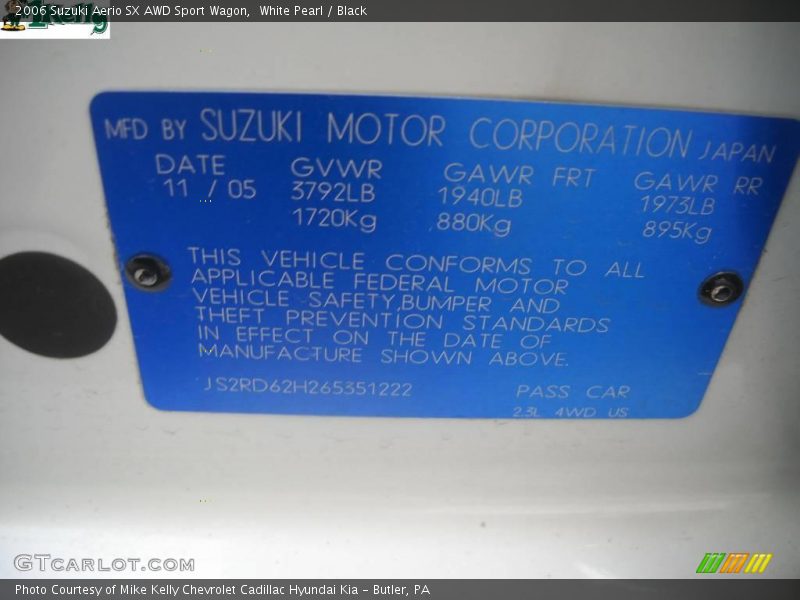 2006 Suzuki Aerio SX AWD Sport Wagon,  White Pearl / Black
Kelly
MFD BY SUZUKI MOTOR CORPORATION JAPAN
DATE GVWR GAWR FRT GAWR RR
11 / 05 3792LB 1940LB 1973LB
1720Kg 880Kg 895Kg
THIS VEHICLE CONFORMS TO ALL
APPLICABLE FEDERAL MOTOR
VEHICLE SAFETY,BUMPER AND
THEFT PREVENTION STANDARDS
IN EFFECT ON THE DATE OF
MANUFACTURE SHOWN ABOVE.
JS2RD62H265351222 PASS CAR
2.3L 4WD US
GTCARLOT.COM
Photo Courtesy of Mike Kelly Chevrolet Cadillac Hyundai Kia - Butler, PA